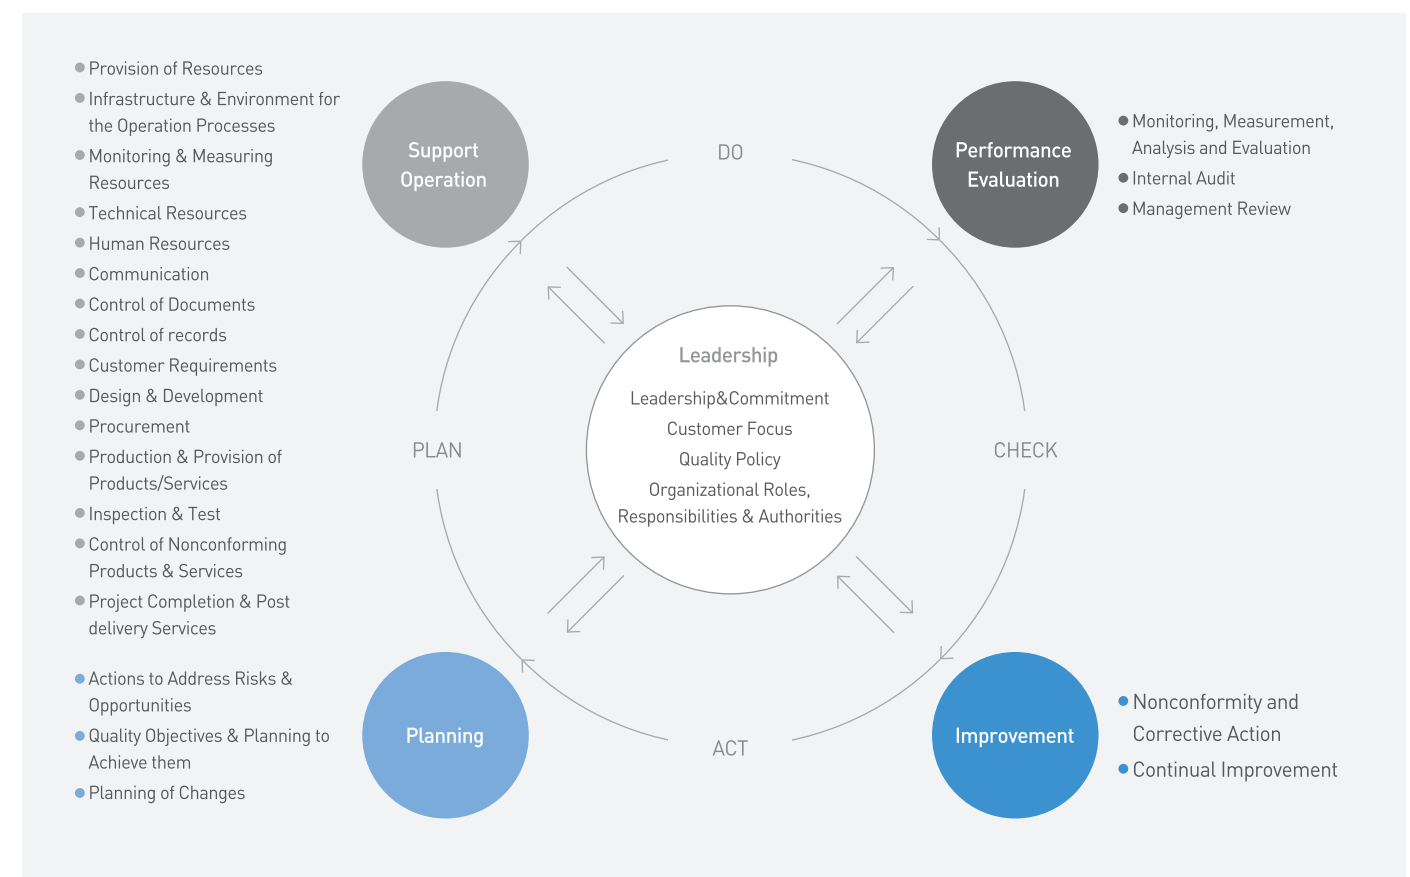 Provision of Resources
Infrastructure & Environment for
the Operation Processes
Monitoring & Measuring
Resources
Technical Resources
Human Resources
Communication
Control of Documents
Control of records
Customer Requirements
Design & Development
Procurement
Production & Provision of
Products/Services
Inspection & Test
Control of Nonconforming
Products & Services
Project Completion & Post
delivery Services
Actions to Address Risks &
Opportunities
Quality Objectives & Planning to
Achieve them
Planning of Changes
Support
Operation
DO
Performance
Evaluation
Monitoring, Measurement,
Analysis and Evaluation
Internal Audit
Management Review
PLAN
Leadership
Leadership&Commitment
Customer Focus
Quality Policy
Organizational Roles,
Responsibilities & Authorities
CHECK
Planning
ACT
Improvement
Nonconformity and
Corrective Action
Continual Improvement